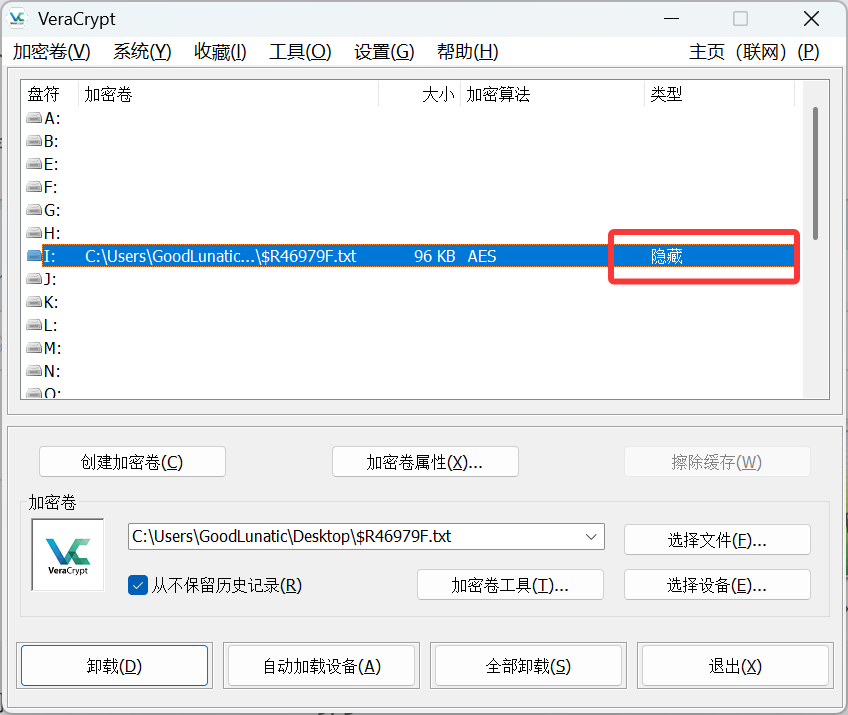 VeraCrypt
加密卷(V) 系统(Y) 收藏(I) 工具(O) 设置(G) 帮助(H) 主页（联网）(P)
盘符 加密卷 大小 加密算法 类型
A:
B:
E:
F:
G:
H:
I: C:\Users\GoodLunatic...\$R46979F.txt 96 KB AES 隐藏
J:
K:
L:
M:
N:
O:
创建加密卷(C) 加密卷属性(X)... 擦除缓存(W)
加密卷
VeraCrypt
C:\Users\GoodLunatic\Desktop\$R46979F.txt 选择文件(F)...
从不保留历史记录(R) 加密卷工具(T)... 选择设备(E)...
卸载(D) 自动加载设备(A) 全部卸载(S) 退出(X)